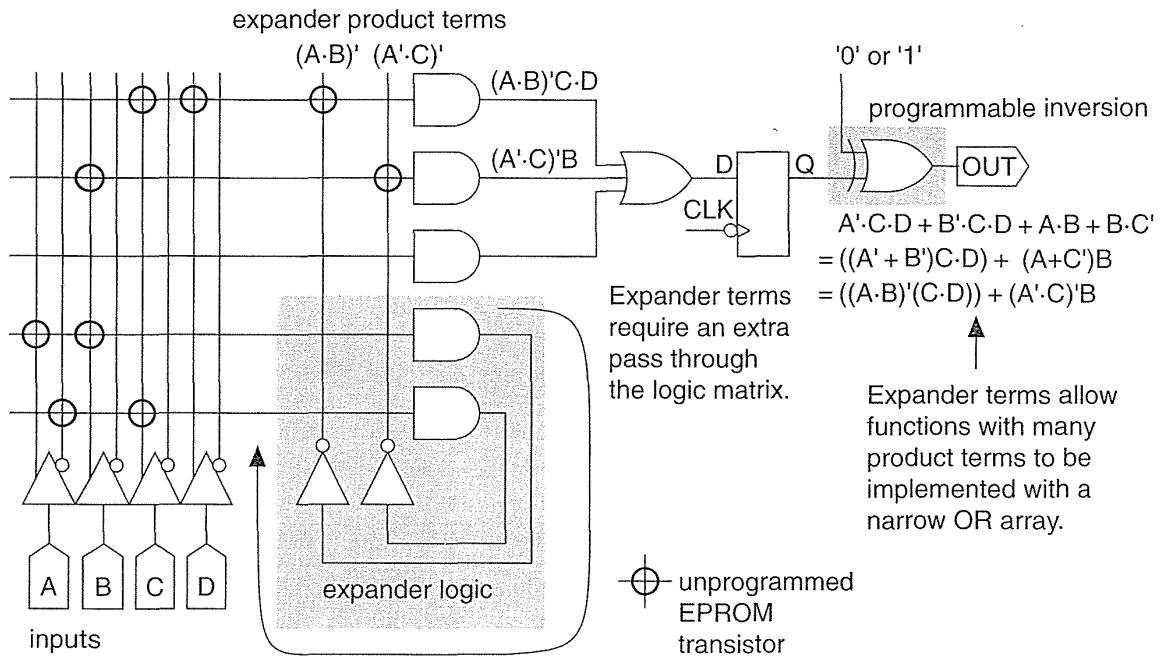 expander product terms
(A·B)' (A'·C)'
(A·B)'C·D
(A'·C)'B
'0' or '1'
programmable inversion
D
Q
CLK
OUT
A'·C·D + B'·C·D + A·B + B·C'
= ((A' + B')C·D) + (A+C')B
= ((A·B)'(C·D)) + (A'·C)'B
Expander terms
require an extra
pass through
the logic matrix.
Expander terms allow
functions with many
product terms to be
implemented with a
narrow OR array.
A
B
C
D
inputs
expander logic
unprogrammed
EPROM
transistor